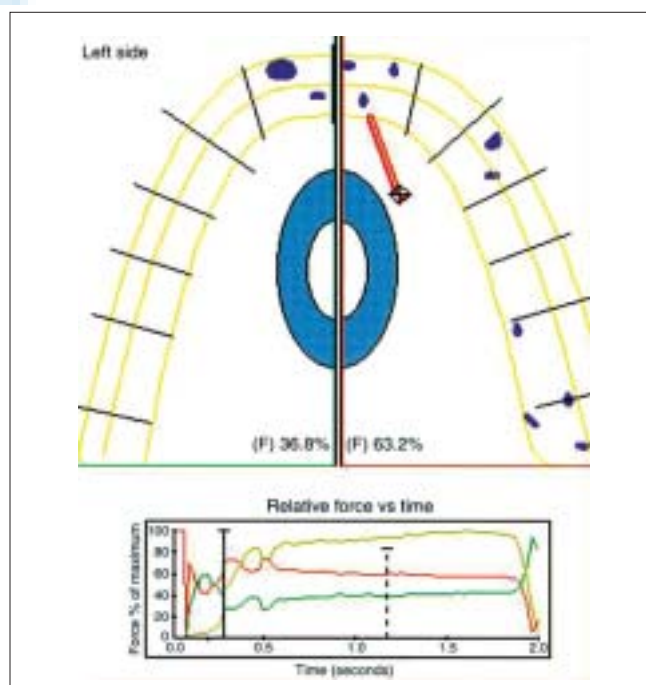 Left side
(F) 36.8% (F) 63.2%
Relative force vs time
Force % of maximum
100
80
60
40
20
0
0.0 0.5 1.0 1.5 2.0
Time (seconds)